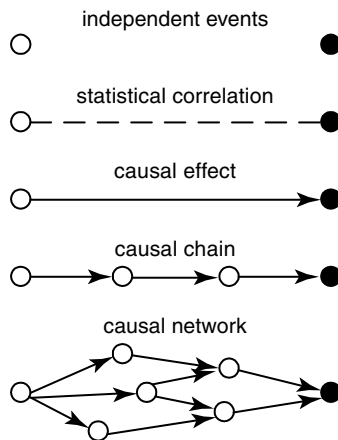 independent events
statistical correlation
causal effect
causal chain
causal network